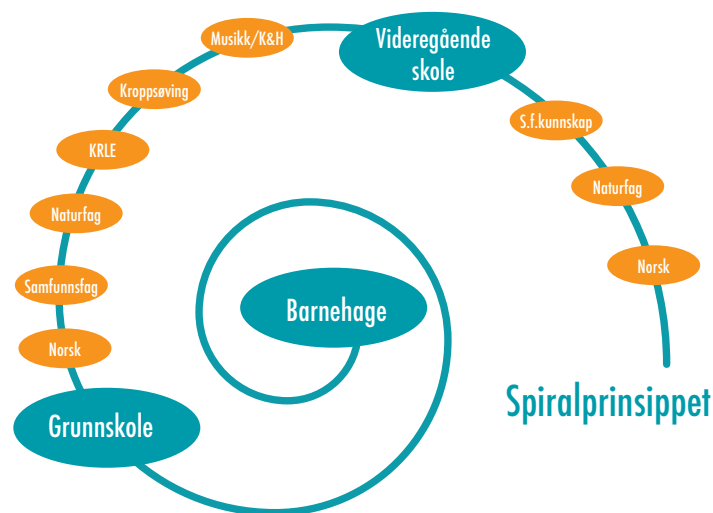 Musikk/K&H
Videregående
skole
Kroppsøving
S.f.kunnskap
KRLE
Naturfag
Naturfag
Norsk
Samfunnsfag
Barnehage
Norsk
Grunnskole
Spiralprinsippet